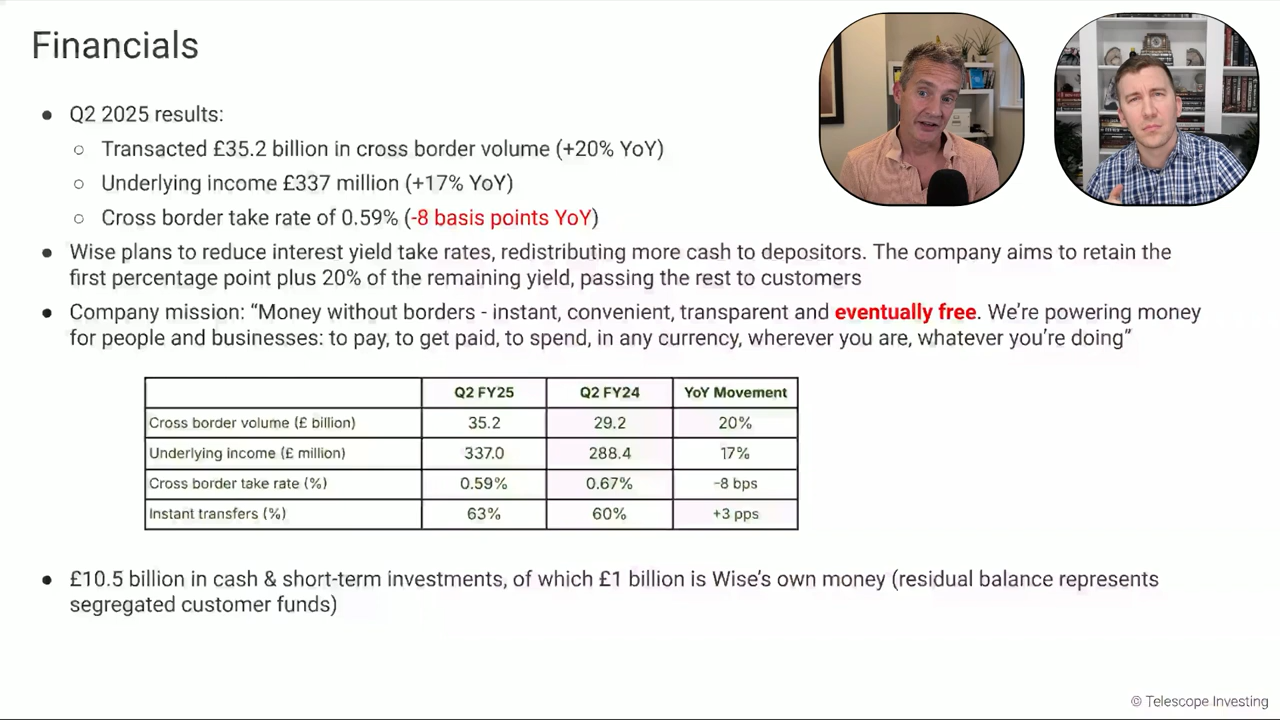 Financials
● Q2 2025 results:
○ Transacted £35.2 billion in cross border volume (+20% YoY)
○ Underlying income £337 million (+17% YoY)
○ Cross border take rate of 0.59% (-8 basis points YoY)
● Wise plans to reduce interest yield take rates, redistributing more cash to depositors. The company aims to retain the
first percentage point plus 20% of the remaining yield, passing the rest to customers
● Company mission: “Money without borders - instant, convenient, transparent and eventually free. We’re powering money
for people and businesses: to pay, to get paid, to spend, in any currency, wherever you are, whatever you’re doing”
Q2 FY25 Q2 FY24 YoY Movement
Cross border volume (£ billion) 35.2 29.2 20%
Underlying income (£ million) 337.0 288.4 17%
Cross border take rate (%) 0.59% 0.67% -8 bps
Instant transfers (%) 63% 60% +3 pps
● £10.5 billion in cash & short-term investments, of which £1 billion is Wise’s own money (residual balance represents
segregated customer funds)
© Telescope Investing